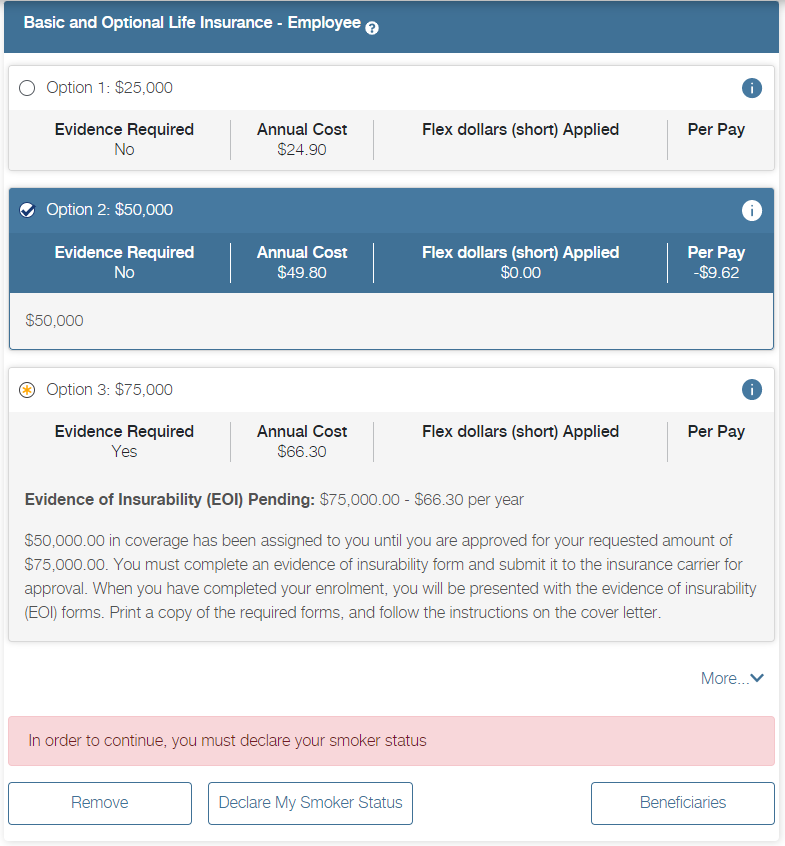 Basic and Optional Life Insurance - Employee ?
Option 1: $25,000 i
Evidence Required Annual Cost Flex dollars (short) Applied Per Pay
No $24.90
Option 2: $50,000 i
Evidence Required Annual Cost Flex dollars (short) Applied Per Pay
No $49.80 $0.00 -$9.62
$50,000
Option 3: $75,000 i
Evidence Required Annual Cost Flex dollars (short) Applied Per Pay
Yes $66.30
Evidence of Insurability (EOI) Pending: $75,000.00 - $66.30 per year
$50,000.00 in coverage has been assigned to you until you are approved for your requested amount of
$75,000.00. You must complete an evidence of insurability form and submit it to the insurance carrier for
approval. When you have completed your enrolment, you will be presented with the evidence of insurability
(EOI) forms. Print a copy of the required forms, and follow the instructions on the cover letter.
More...
In order to continue, you must declare your smoker status
Remove Declare My Smoker Status Beneficiaries